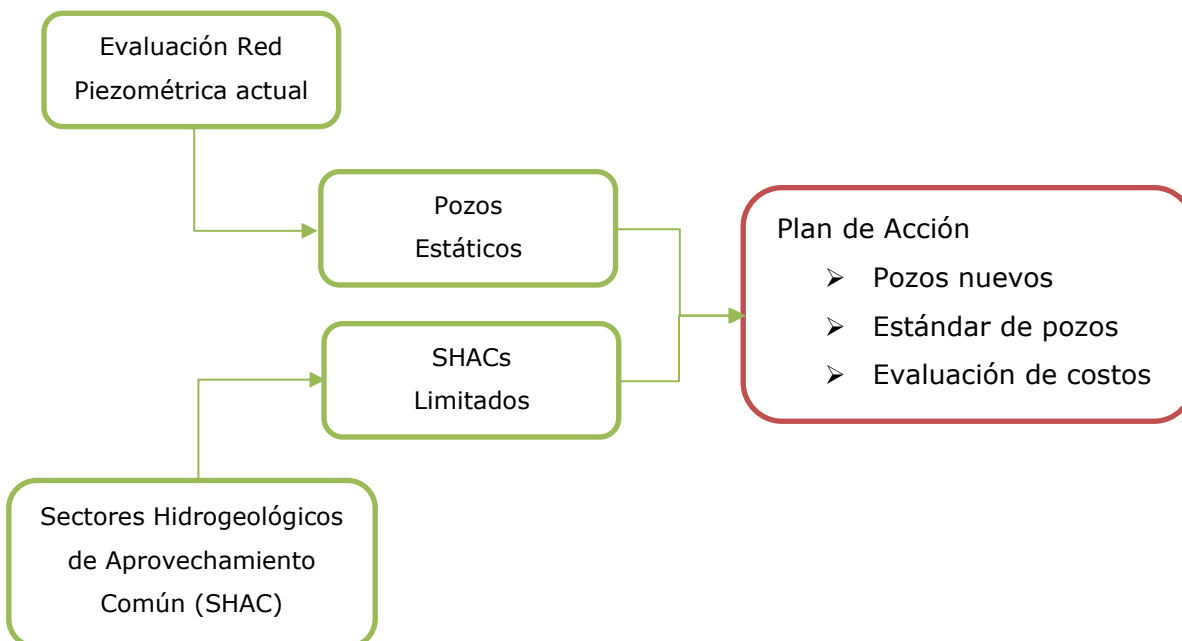 Evaluación Red
Piezométrica actual
Pozos
Estáticos
SHACs
Limitados
Sectores Hidrogeológicos
de Aprovechamiento
Común (SHAC)
Plan de Acción
➢ Pozos nuevos
➢ Estándar de pozos
➢ Evaluación de costos